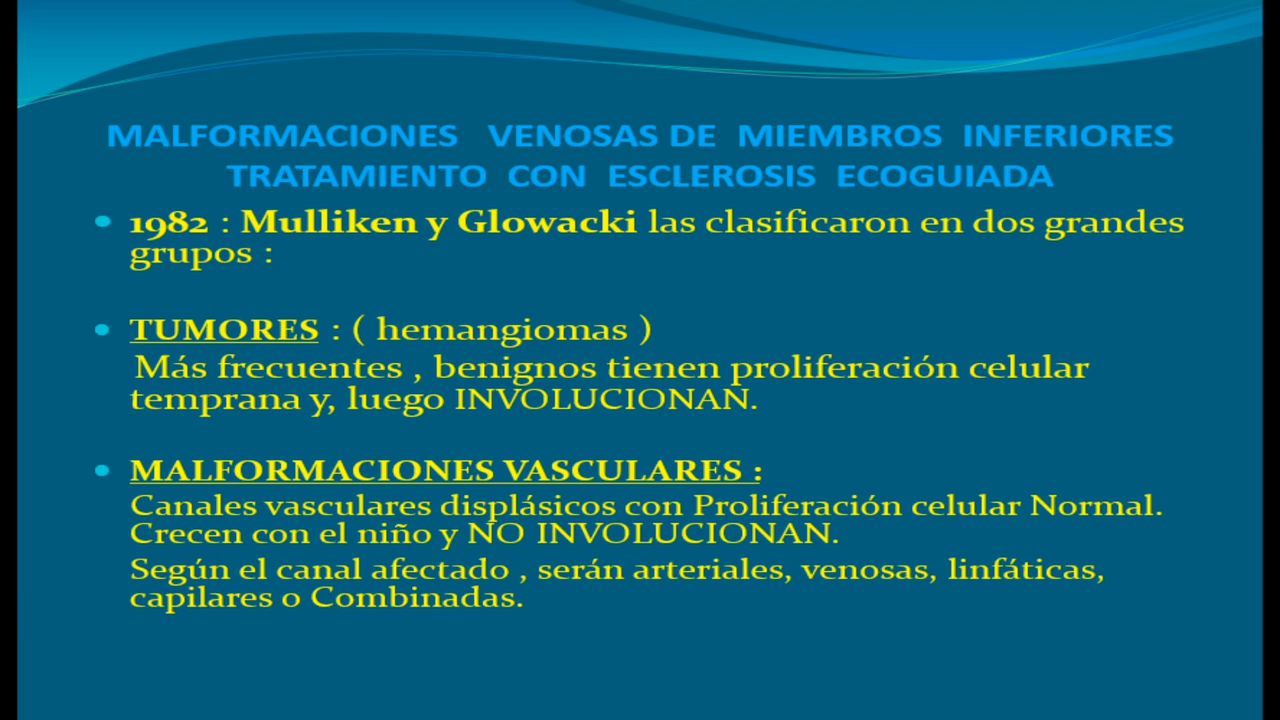 MALFORMACIONES VENOSAS DE MIEMBROS INFERIORES
TRATAMIENTO CON ESCLEROSIS ECOGUIADA
• 1982 : Mulliken y Glowacki las clasificaron en dos grandes
grupos :
• TUMORES : ( hemangiomas )
Más frecuentes , benignos tienen proliferación celular
temprana y, luego INVOLUCIONAN.
• MALFORMACIONES VASCULARES :
Canales vasculares displásicos con Proliferación celular Normal.
Crecen con el niño y NO INVOLUCIONAN.
Según el canal afectado , serán arteriales, venosas, linfáticas,
capilares o Combinadas.